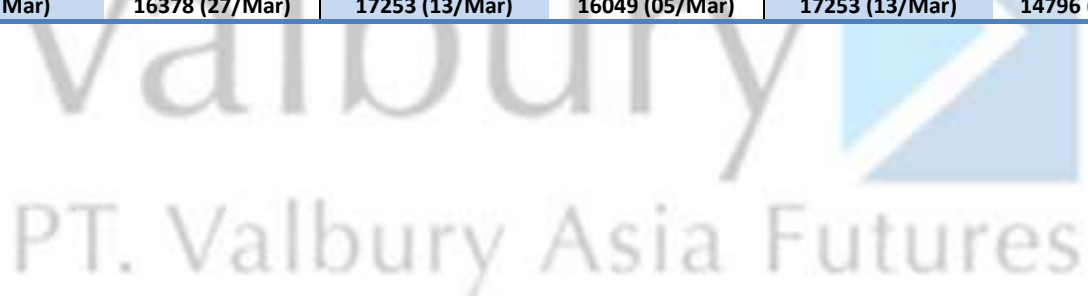 Mar) 16378 (27/Mar) 17253 (13/Mar) 16049 (05/Mar) 17253 (13/Mar) 14796 (
Valbury
PT. Valbury Asia Futures